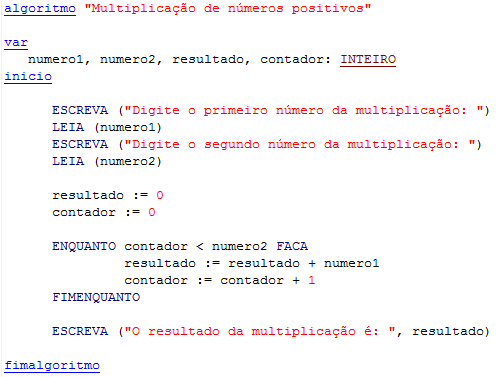 algoritmo "Multiplicação de números positivos"
var
numero1, numero2, resultado, contador: INTEIRO
inicio
ESCREVA ("Digite o primeiro número da multiplicação: ")
LEIA (numero1)
ESCREVA ("Digite o segundo número da multiplicação: ")
LEIA (numero2)
resultado := 0
contador := 0
ENQUANTO contador < numero2 FACA
resultado := resultado + numero1
contador := contador + 1
FIMENQUANTO
ESCREVA ("O resultado da multiplicação é: ", resultado)
fimalgoritmo